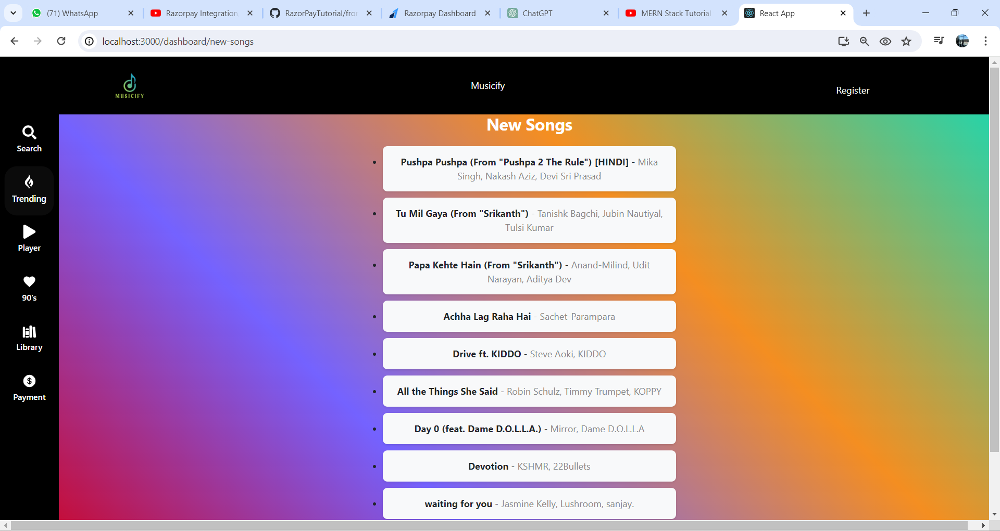 (71) WhatsApp
Razorpay Integration
RazorPayTutorial/fror
Razorpay Dashboard
ChatGPT
MERN Stack Tutorial
React App
localhost:3000/dashboard/new-songs
MUSICIFY
Musicify
Register
Search
Trending
Player
90's
Library
$
Payment
New Songs
Pushpa Pushpa (From "Pushpa 2 The Rule") [HINDI] - Mika
Singh, Nakash Aziz, Devi Sri Prasad
Tu Mil Gaya (From "Srikanth") - Tanishk Bagchi, Jubin Nautiyal,
Tulsi Kumar
Papa Kehte Hain (From "Srikanth") - Anand-Milind, Udit
Narayan, Aditya Dev
Achha Lag Raha Hai - Sachet-Parampara
Drive ft. KIDDO - Steve Aoki, KIDDO
All the Things She Said - Robin Schulz, Timmy Trumpet, KOPPY
Day 0 (feat. Dame D.O.L.L.A.) - Mirror, Dame D.O.L.L.A
Devotion - KSHMR, 22Bullets
waiting for you - Jasmine Kelly, Lushroom, sanjay.